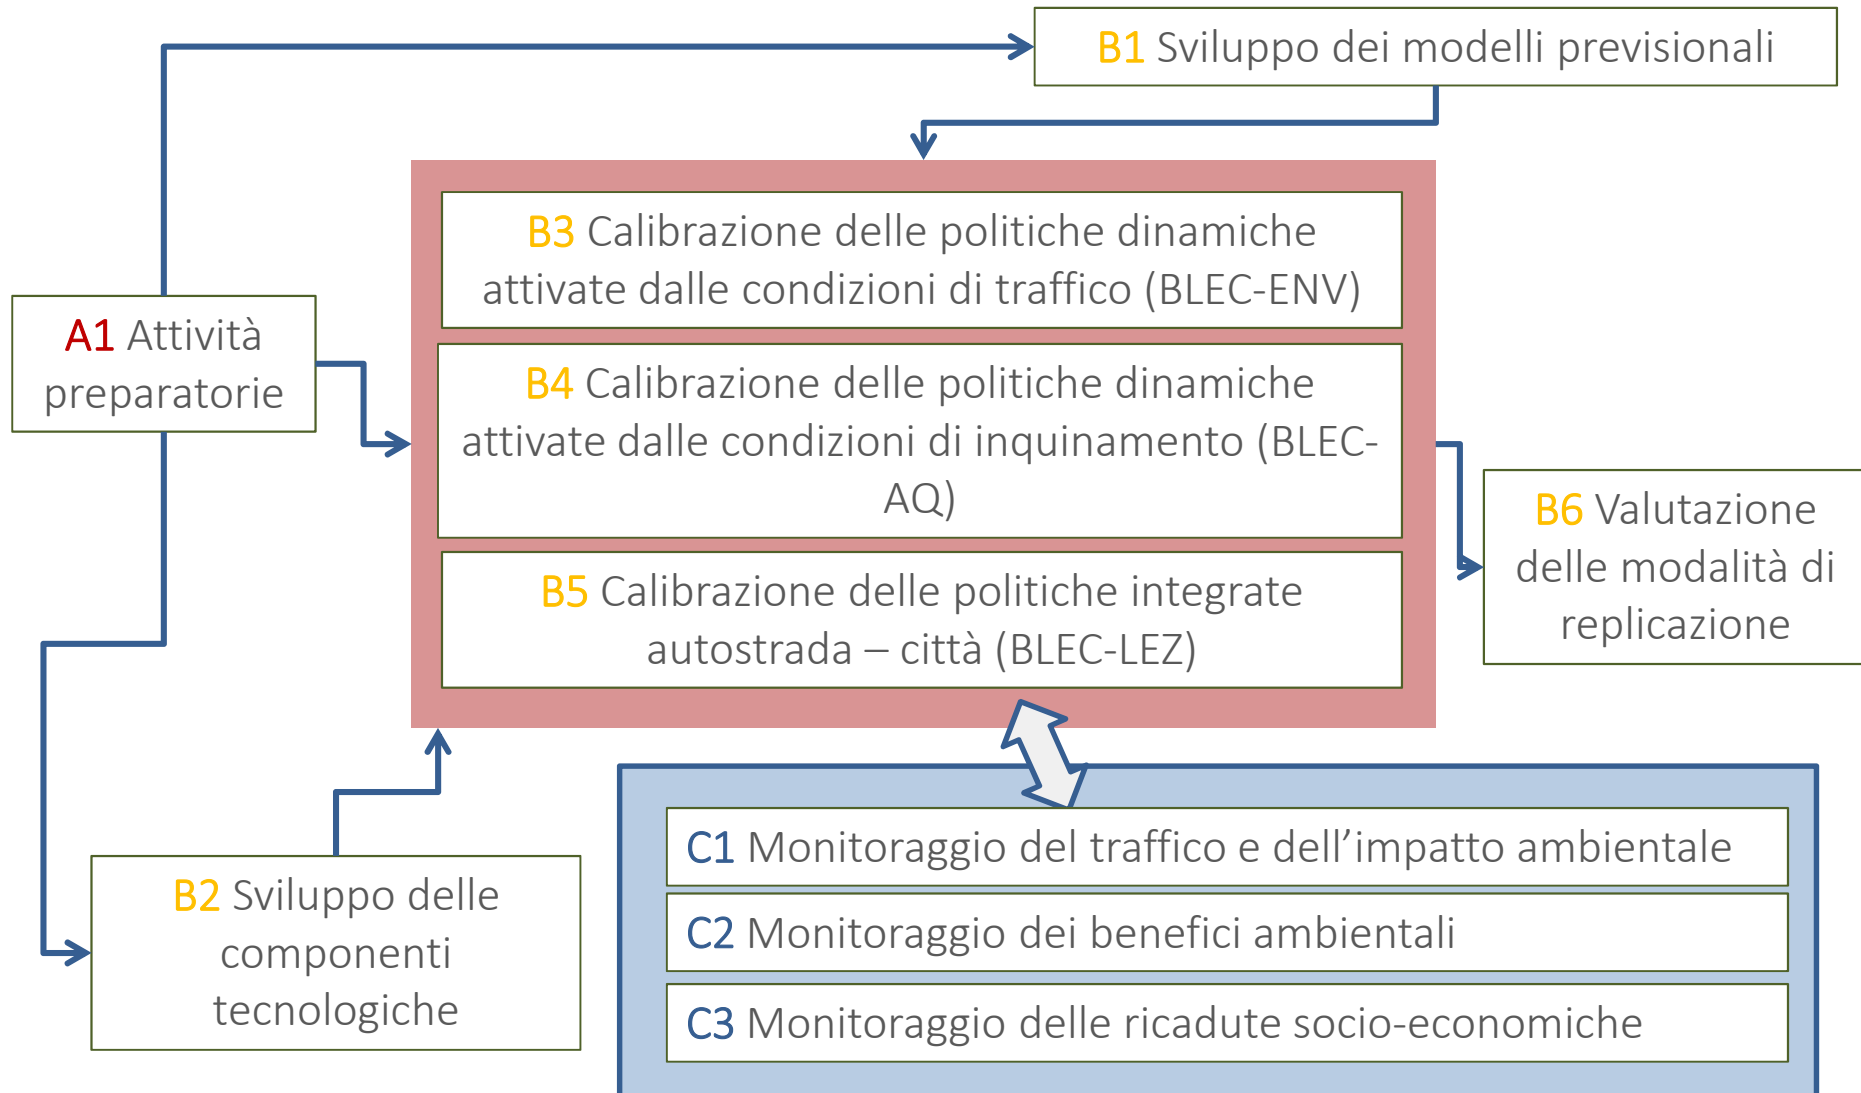 B1 Sviluppo dei modelli previsionali
B3 Calibrazione delle politiche dinamiche
attivate dalle condizioni di traffico (BLEC-ENV)
A1 Attività
preparatorie
B4 Calibrazione delle politiche dinamiche
attivate dalle condizioni di inquinamento (BLEC-
AQ)
B5 Calibrazione delle politiche integrate
autostrada – città (BLEC-LEZ)
B6 Valutazione
delle modalità di
replicazione
B2 Sviluppo delle
componenti
tecnologiche
C1 Monitoraggio del traffico e dell’impatto ambientale
C2 Monitoraggio dei benefici ambientali
C3 Monitoraggio delle ricadute socio-economiche